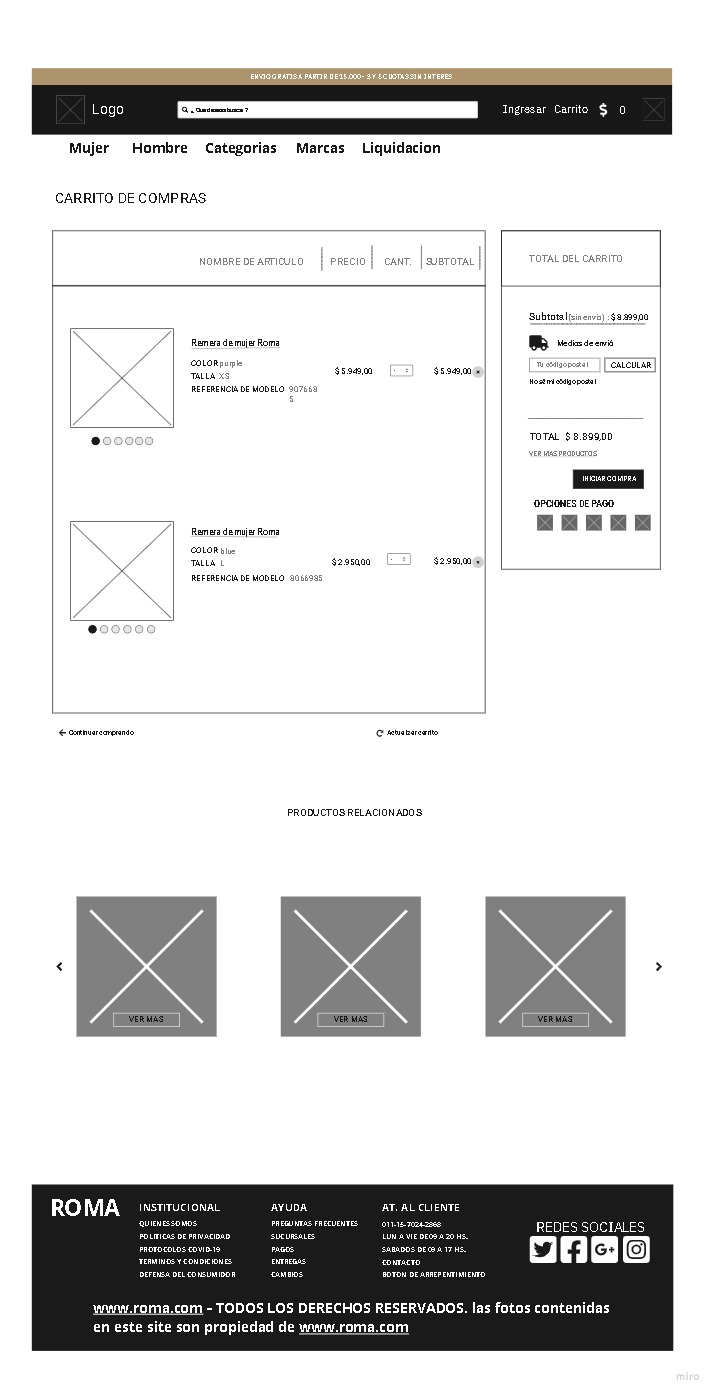 ENVIO GRATIS A PARTIR DE 15.000 - 3 Y 6 CUOTAS SIN INTERES
Logo
¿ Que deseas buscar ?
Ingresar Carrito $ 0
Mujer Hombre Categorias Marcas Liquidacion
CARRITO DE COMPRAS
NOMBRE DE ARTICULO PRECIO CANT. SUBTOTAL
TOTAL DEL CARRITO
Remera de mujer Roma
COLOR purple
TALLA XS
REFERENCIA DE MODELO 907668
5
$ 5.949,00 $ 5.949,00
Remera de mujer Roma
COLOR blue
TALLA L
REFERENCIA DE MODELO 8066985
$ 2.950,00 $ 2.950,00
Subtotal (sin envío) : $ 8.899,00
Medios de envió
Tu código postel CALCULAR
No sé mi código postel
TOTAL $ 8.899,00
VER MAS PRODUCTOS
INICIAR COMPRA
OPCIONES DE PAGO
Continuar comprando
Actualizar carrito
PRODUCTOS RELACIONADOS
VER MAS VER MAS VER MAS
ROMA
INSTITUCIONAL
QUIENES SOMOS
POLITICAS DE PRIVACIDAD
PROTOCOLOS COVID-19
TERMINOS Y CONDICIONES
DEFENSA DEL CONSUMIDOR
AYUDA
PREGUNTAS FRECUENTES
SUCURSALES
PAGOS
ENTREGAS
CAMBIOS
AT. AL CLIENTE
011-15-7024-2868
LUN A VIE DE 09 A 20 HS.
SABADOS DE 09 A 17 HS.
CONTACTO
BOTON DE ARREPENTIMIENTO
REDES SOCIALES
www.roma.com – TODOS LOS DERECHOS RESERVADOS. las fotos contenidas
en este site son propiedad de www.roma.com
miro